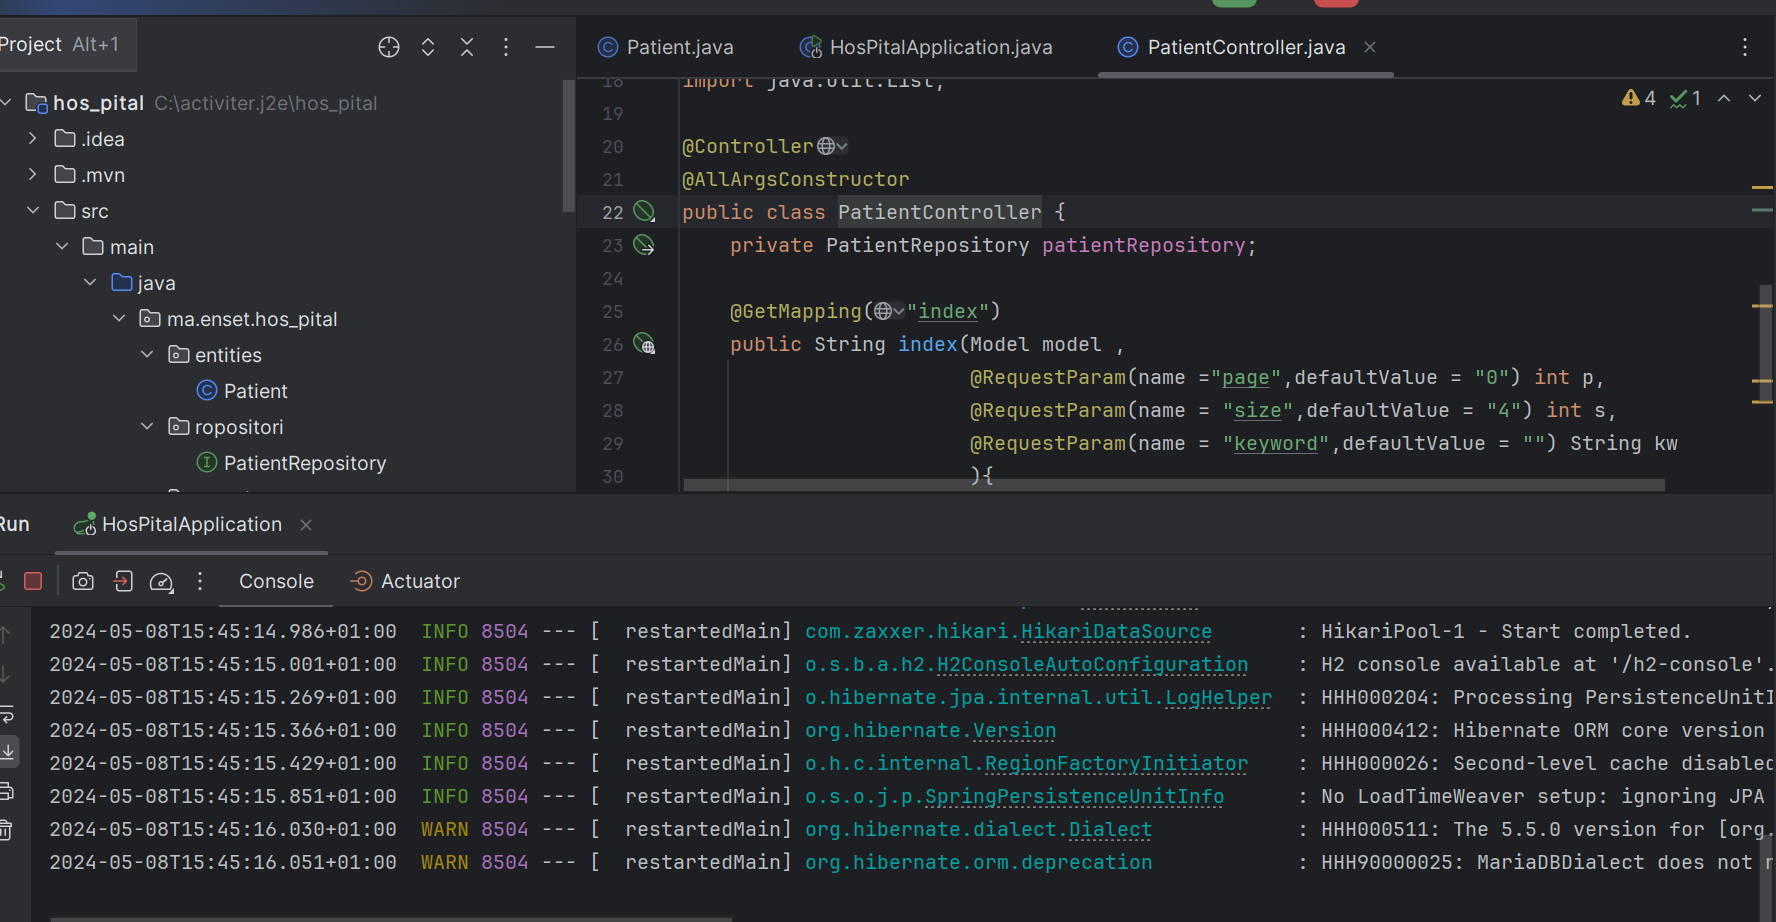 Project Alt+1
hos_pital C:\activiter.j2e\hos_pital
.idea
.mvn
src
main
java
ma.enset.hos_pital
entities
Patient
ropositori
PatientRepository
Patient.java HosPitalApplication.java PatientController.java
4 1
18 import java.util.List;
19
20 @Controller
21 @AllArgsConstructor
22 public class PatientController {
23 private PatientRepository patientRepository;
24
25 @GetMapping("index")
26 public String index(Model model ,
27 @RequestParam(name ="page",defaultValue = "0") int p,
28 @RequestParam(name = "size",defaultValue = "4") int s,
29 @RequestParam(name = "keyword",defaultValue = "") String kw
30 ){
Run HosPitalApplication
Console Actuator
2024-05-08T15:45:14.986+01:00 INFO 8504 --- [ restartedMain] com.zaxxer.hikari.HikariDataSource : HikariPool-1 - Start completed.
2024-05-08T15:45:15.001+01:00 INFO 8504 --- [ restartedMain] o.s.b.a.h2.H2ConsoleAutoConfiguration : H2 console available at '/h2-console'.
2024-05-08T15:45:15.269+01:00 INFO 8504 --- [ restartedMain] o.hibernate.jpa.internal.util.LogHelper : HHH000204: Processing PersistenceUnitI
2024-05-08T15:45:15.366+01:00 INFO 8504 --- [ restartedMain] org.hibernate.Version : HHH000412: Hibernate ORM core version
2024-05-08T15:45:15.429+01:00 INFO 8504 --- [ restartedMain] o.h.c.internal.RegionFactoryInitiator : HHH000026: Second-level cache disabled
2024-05-08T15:45:15.851+01:00 INFO 8504 --- [ restartedMain] o.s.o.j.p.SpringPersistenceUnitInfo : No LoadTimeWeaver setup: ignoring JPA
2024-05-08T15:45:16.030+01:00 WARN 8504 --- [ restartedMain] org.hibernate.dialect.Dialect : HHH000511: The 5.5.0 version for [org.
2024-05-08T15:45:16.051+01:00 WARN 8504 --- [ restartedMain] org.hibernate.orm.deprecation : HHH90000025: MariaDBDialect does not